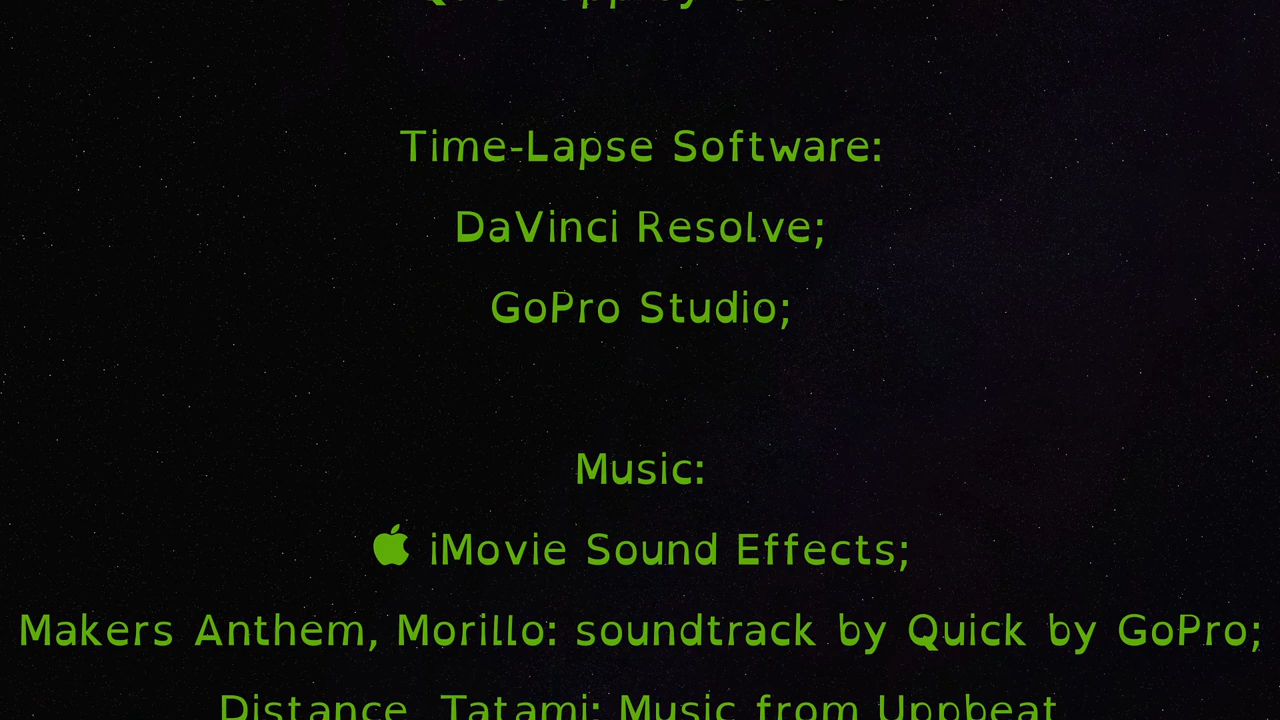 Time-Lapse Software:
DaVinci Resolve;
GoPro Studio;
Music:
iMovie Sound Effects;
Makers Anthem, Morillo: soundtrack by Quick by GoPro;
Distance, Tatami: Music from Uppbeat